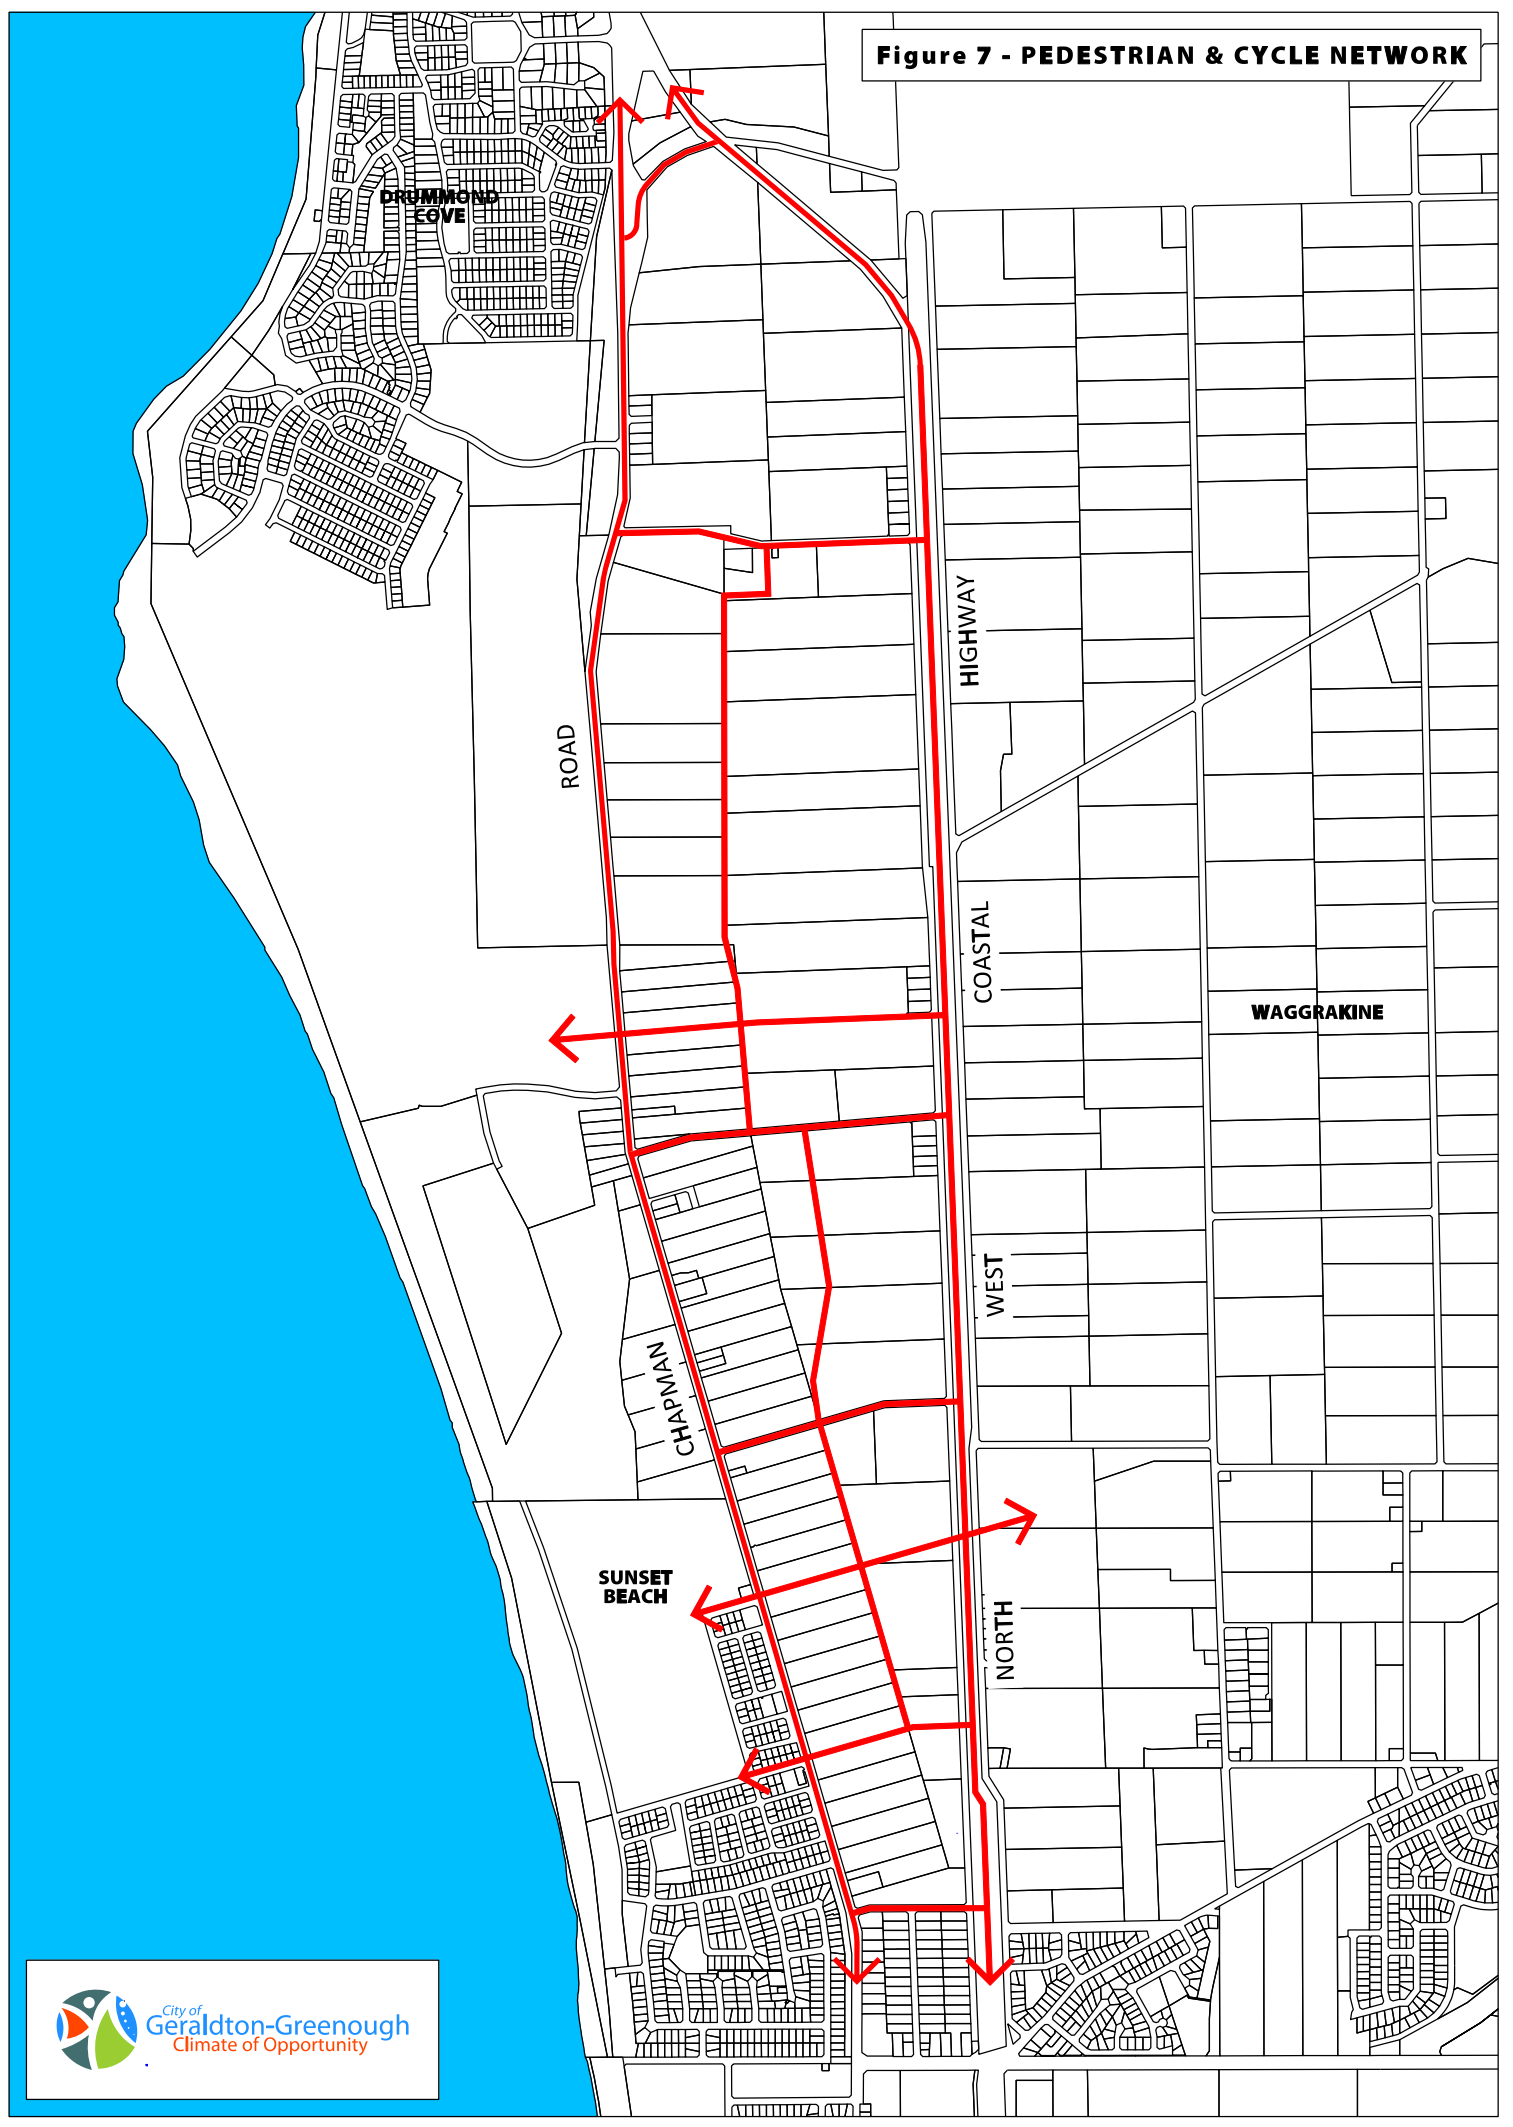 Figure 7 - PEDESTRIAN & CYCLE NETWORK
DRUMMOND
COVE
HIGHWAY
ROAD
COASTAL
WAGGRAKINE
WEST
CHAPMAN
SUNSET
BEACH
NORTH
City of
Geraldton-Greenough
Climate of Opportunity